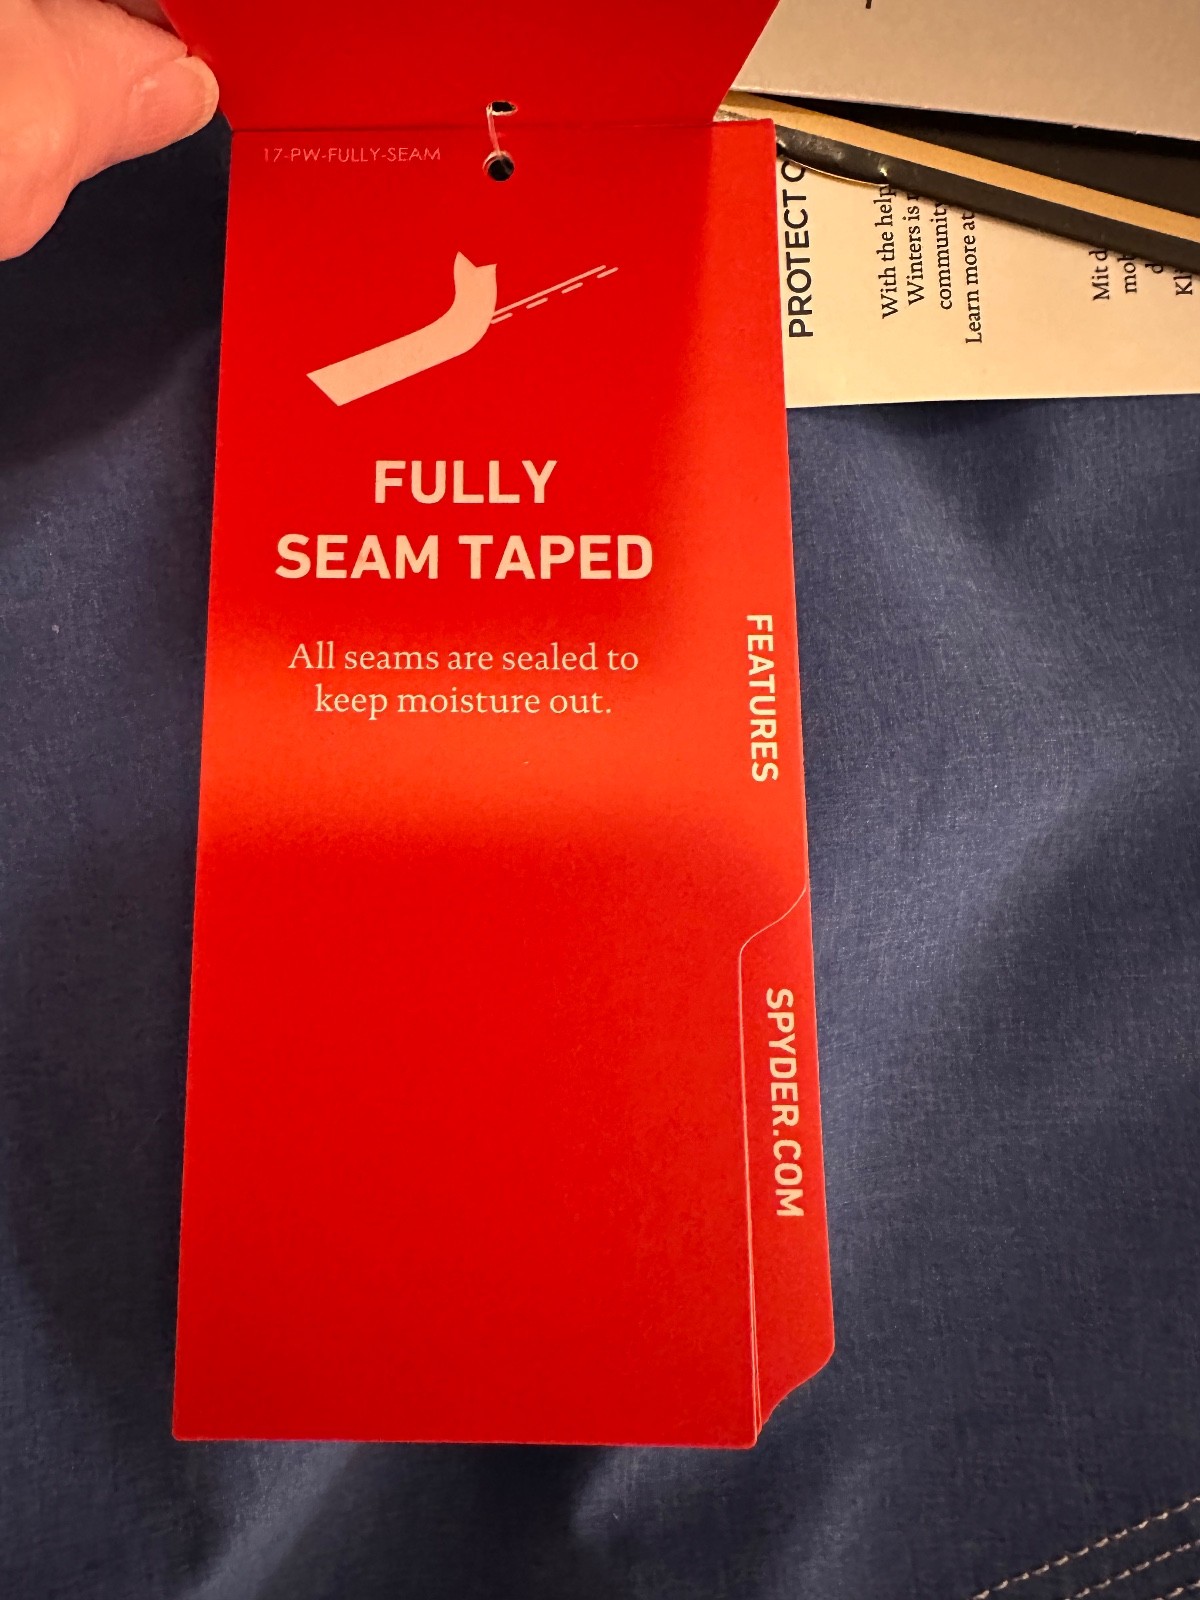 17-PW-FULLY-SEAM
FULLY
SEAM TAPED
All seams are sealed to
keep moisture out.
FEATURES
SPYDER.COM
PROTECT
With the help
Winters is
community
Learn more at
Mit